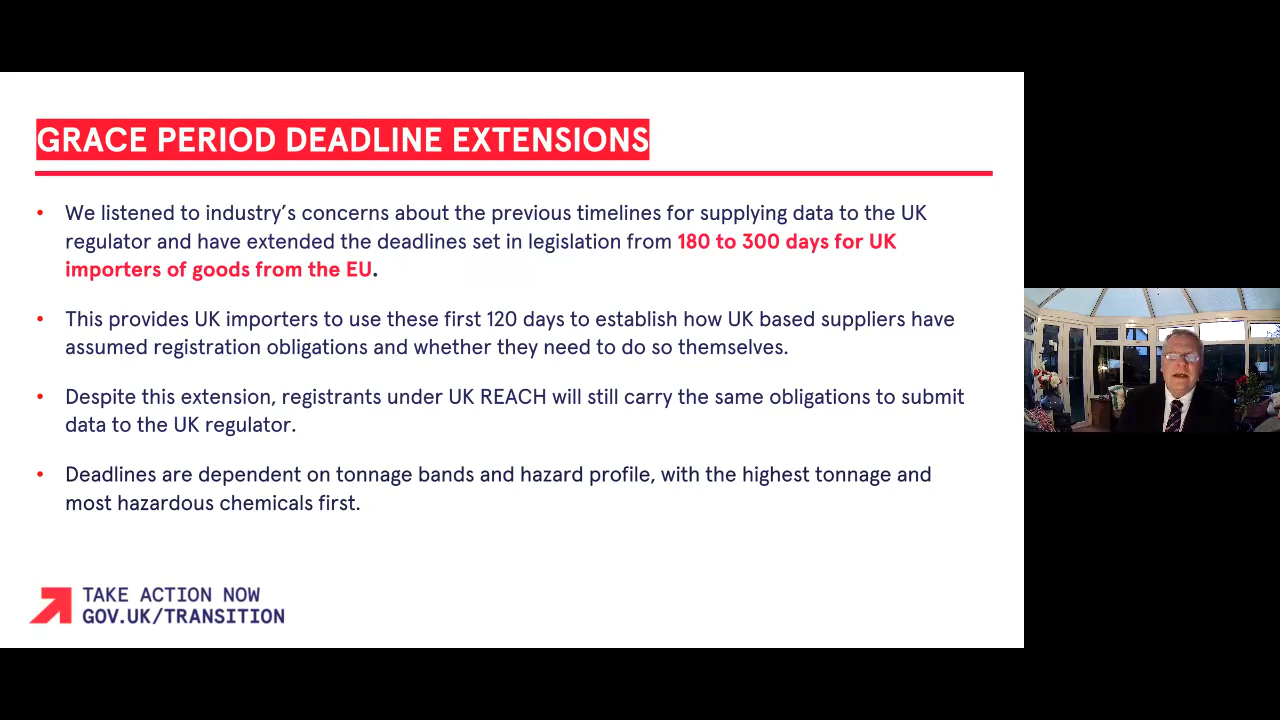 GRACE PERIOD DEADLINE EXTENSIONS
• We listened to industry’s concerns about the previous timelines for supplying data to the UK
regulator and have extended the deadlines set in legislation from 180 to 300 days for UK
importers of goods from the EU.
• This provides UK importers to use these first 120 days to establish how UK based suppliers have
assumed registration obligations and whether they need to do so themselves.
• Despite this extension, registrants under UK REACH will still carry the same obligations to submit
data to the UK regulator.
• Deadlines are dependent on tonnage bands and hazard profile, with the highest tonnage and
most hazardous chemicals first.
TAKE ACTION NOW
GOV.UK/TRANSITION